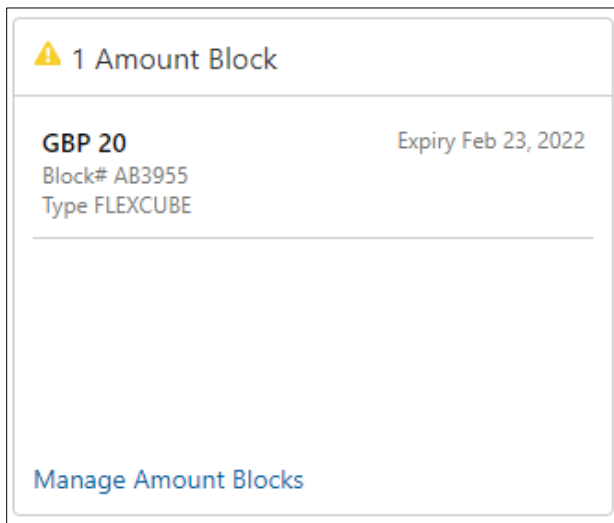 1 Amount Block
GBP 20
Expiry Feb 23, 2022
Block# AB3955
Type FLEXCUBE
Manage Amount Blocks